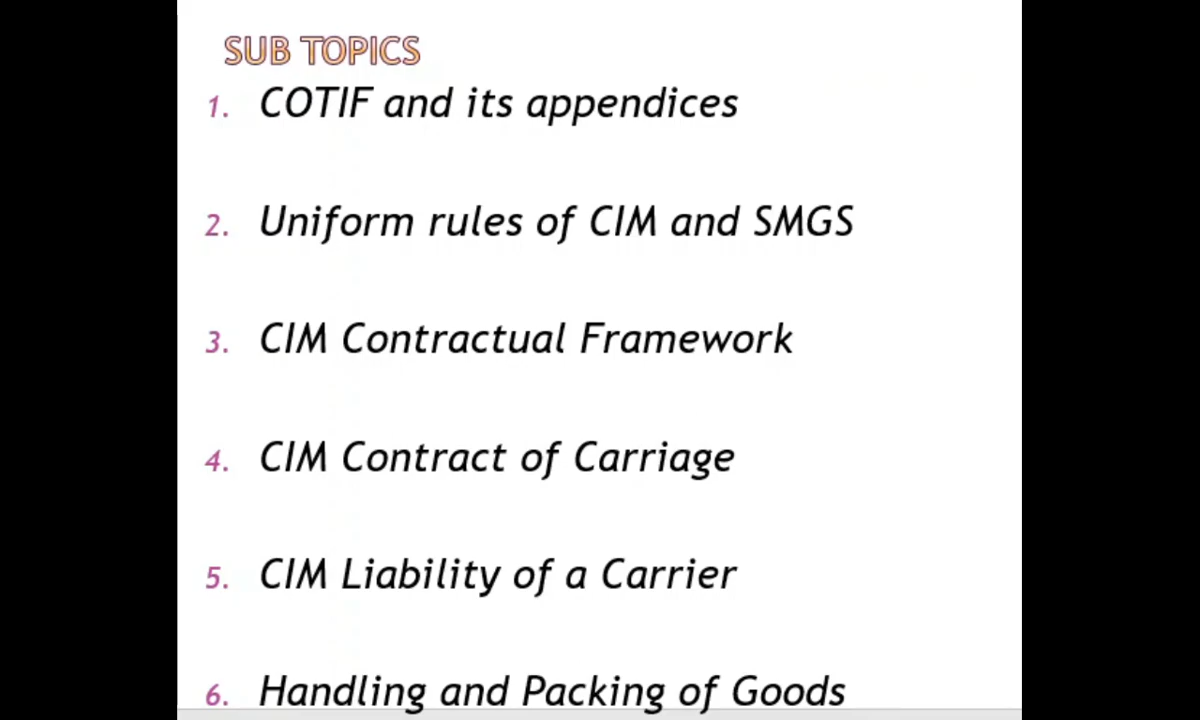 SUB TOPICS
1. COTIF and its appendices
2. Uniform rules of CIM and SMGS
3. CIM Contractual Framework
4. CIM Contract of Carriage
5. CIM Liability of a Carrier
6. Handling and Packing of Goods